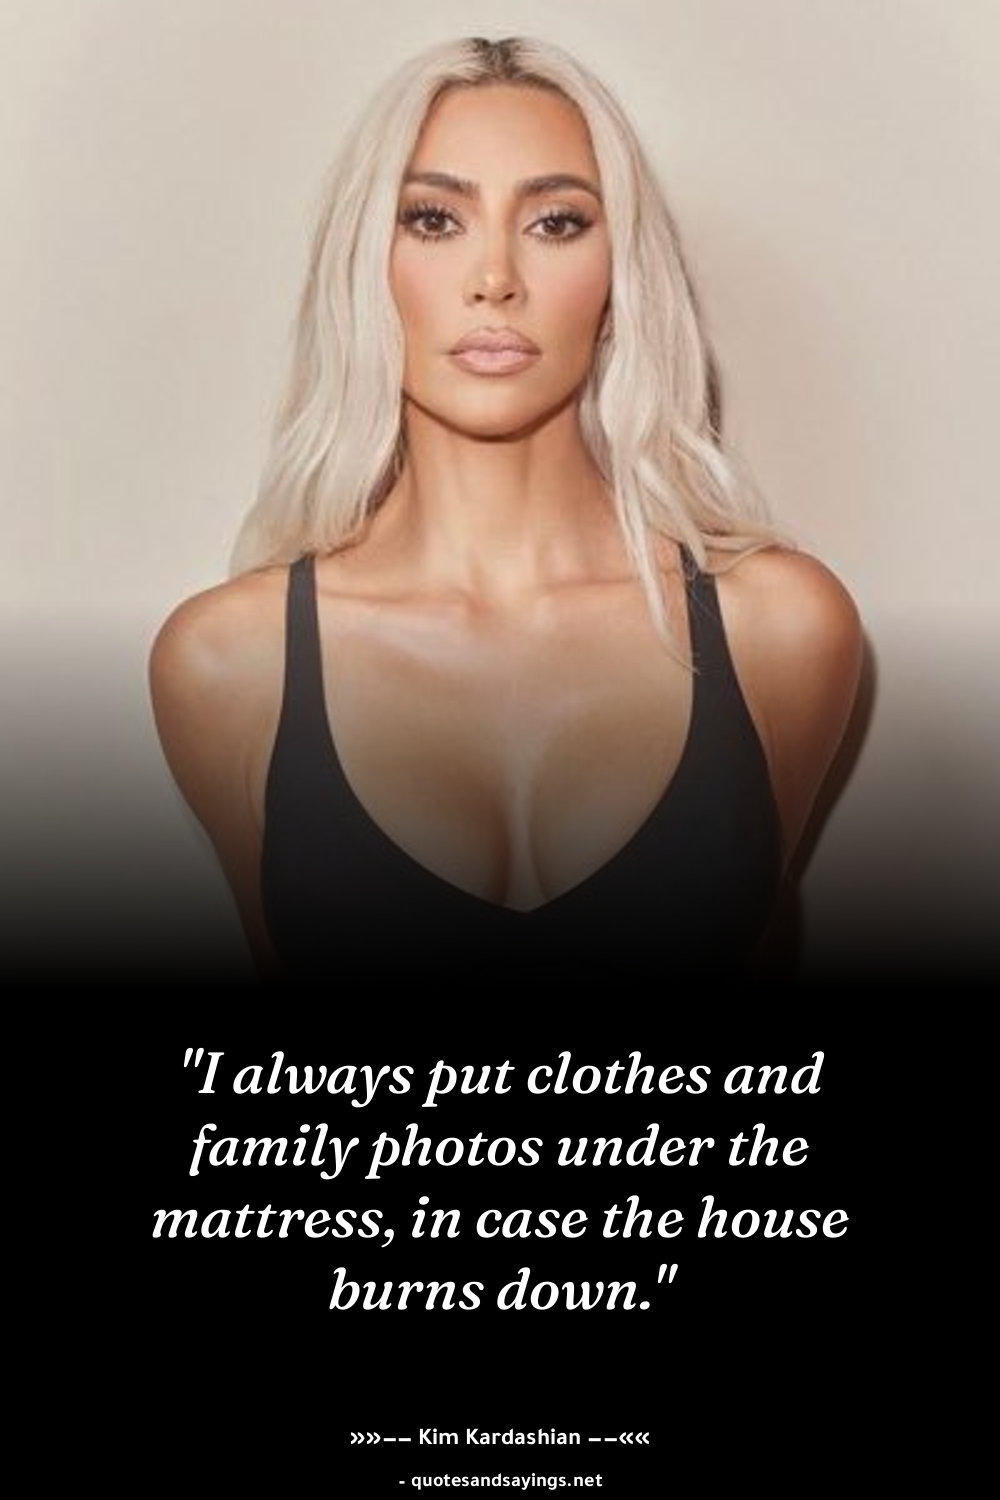 "I always put clothes and
family photos under the
mattress, in case the house
burns down."
»»—— Kim Kardashian ——««
- quotesandsayings.net